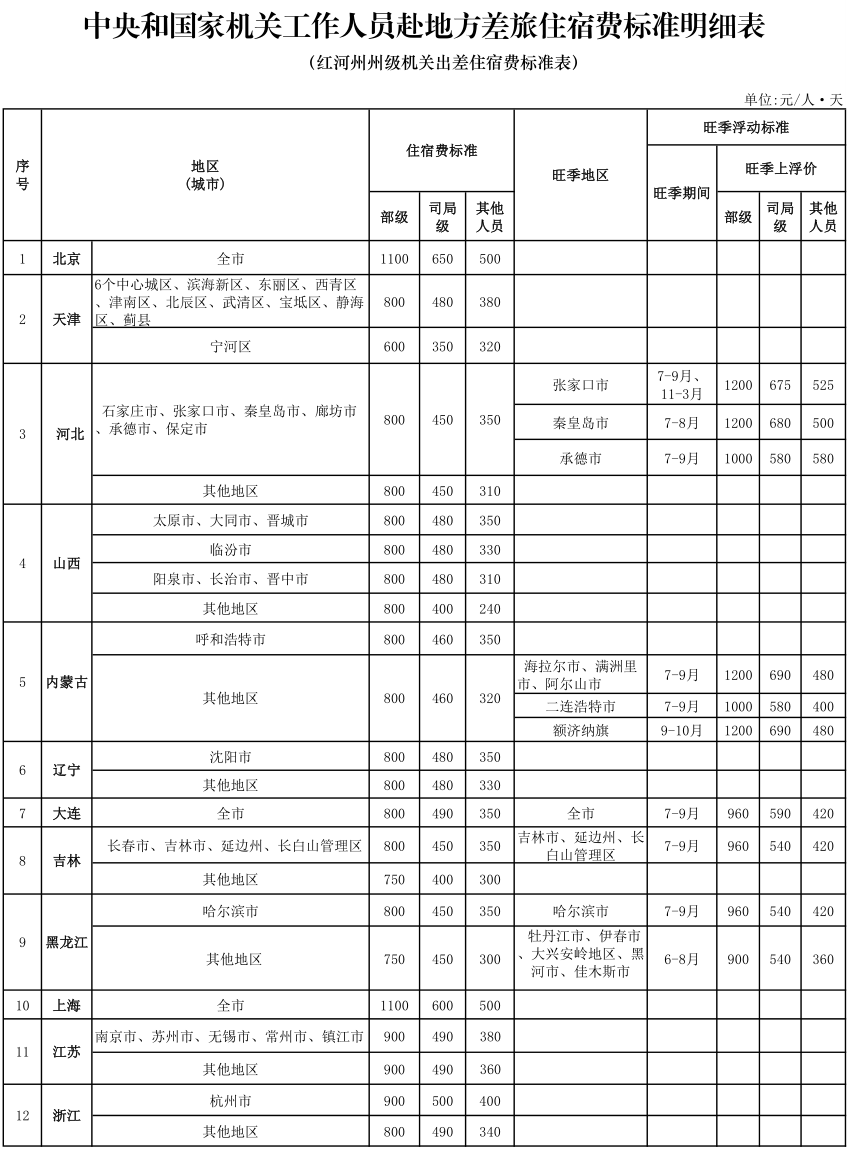 中央和国家机关工作人员赴地方差旅住宿费标准明细表
（红河州州级机关出差住宿费标准表）
单位:元/人·天
序号 地区（城市） 住宿费标准 旺季地区 旺季浮动标准
旺季期间 旺季上浮价
部级 司局级 其他人员 部级 司局级 其他人员
1 北京 全市 1100 650 500
2 天津 6个中心城区、滨海新区、东丽区、西青区
、津南区、北辰区、武清区、宝坻区、静海
区、蓟县 800 480 380
宁河区 600 350 320
3 河北 石家庄市、张家口市、秦皇岛市、廊坊市
、承德市、保定市 800 450 350 张家口市 7-9月、
11-3月 1200 675 525
秦皇岛市 7-8月 1200 680 500
承德市 7-9月 1000 580 580
其他地区 800 450 310
4 山西 太原市、大同市、晋城市 800 480 350
临汾市 800 480 330
阳泉市、长治市、晋中市 800 480 310
其他地区 800 400 240
5 内蒙古 呼和浩特市 800 460 350
其他地区 800 460 320 海拉尔市、满洲里
市、阿尔山市 7-9月 1200 690 480
二连浩特市 7-9月 1000 580 400
额济纳旗 9-10月 1200 690 480
6 辽宁 沈阳市 800 480 350
其他地区 800 480 330
7 大连 全市 800 490 350 全市 7-9月 960 590 420
8 吉林 长春市、吉林市、延边州、长白山管理区 800 450 350 吉林市、延边州、长
白山管理区 7-9月 960 540 420
其他地区 750 400 300
9 黑龙江 哈尔滨市 800 450 350 哈尔滨市 7-9月 960 540 420
其他地区 750 450 300 牡丹江市、伊春市
、大兴安岭地区、黑
河市、佳木斯市 6-8月 900 540 360
10 上海 全市 1100 600 500
11 江苏 南京市、苏州市、无锡市、常州市、镇江市 900 490 380
其他地区 900 490 360
12 浙江 杭州市 900 500 400
其他地区 800 490 340